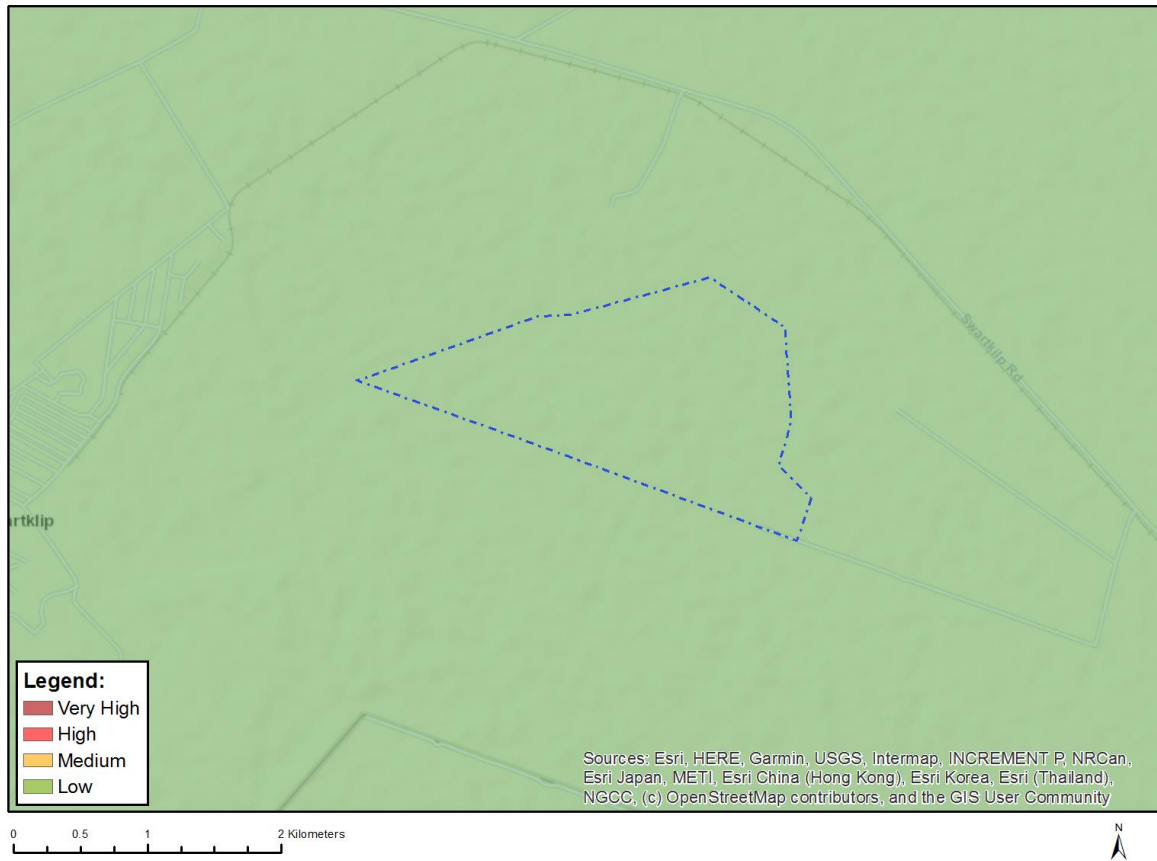 Swartklip Rd
artklip
Legend:
Very High
High
Medium
Low
Sources: Esri, HERE, Garmin, USGS, Intermap, INCREMENT P, NRCan,
Esri Japan, METI, Esri China (Hong Kong), Esri Korea, Esri (Thailand),
NGCC, (c) OpenStreetMap contributors, and the GIS User Community
0 0.5 1 2 Kilometers
N